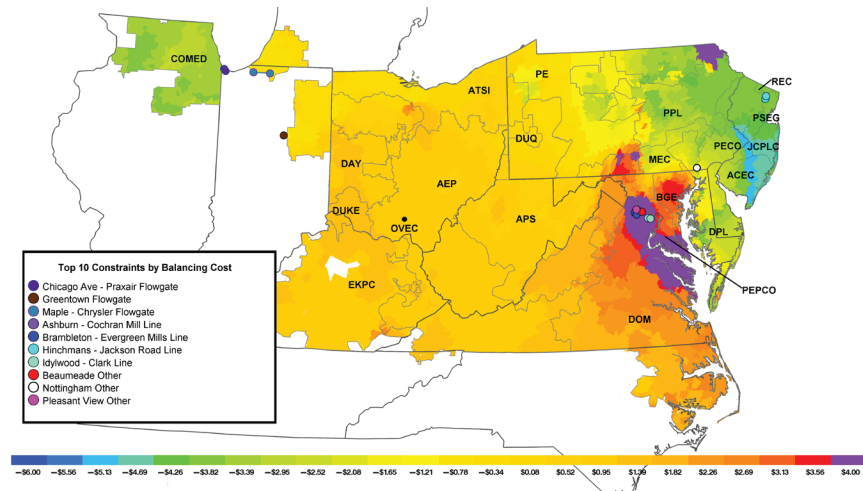 COMED
ATSI
PE
REC
PPL
PSEG
DUQ
PECO
JCPLC
MEC
DAY
ACEC
AEP
BGE
DUKE
APS
OVEC
DPL
PEPCO
EKPC
DOM
Top 10 Constraints by Balancing Cost
Chicago Ave - Praxair Flowgate
Greentown Flowgate
Maple - Chrysler Flowgate
Ashburn - Cochran Mill Line
Brambleton - Evergreen Mills Line
Hinchmans - Jackson Road Line
Idylwood - Clark Line
Beaumeade Other
Nottingham Other
Pleasant View Other
–$6.00 –$5.56 –$5.13 –$4.69 –$4.26 –$3.82 –$3.39 –$2.95 –$2.52 –$2.08 –$1.65 –$1.21 –$0.78 –$0.34 $0.08 $0.52 $0.95 $1.39 $1.82 $2.26 $2.69 $3.13 $3.56 $4.00